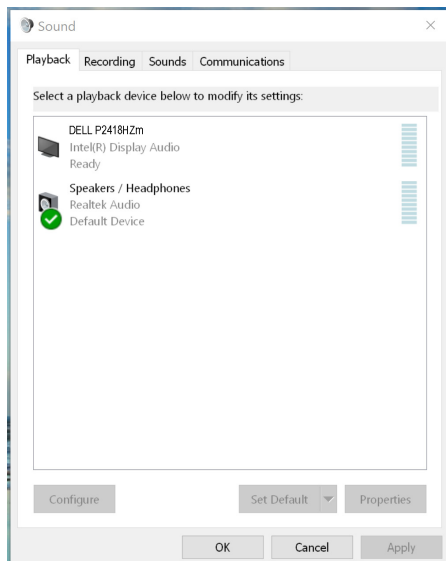 Sound
Playback Recording Sounds Communications
Select a playback device below to modify its settings:
DELL P2418HZm
Intel(R) Display Audio
Ready
Speakers / Headphones
Realtek Audio
Default Device
Configure Set Default Properties
OK Cancel Apply